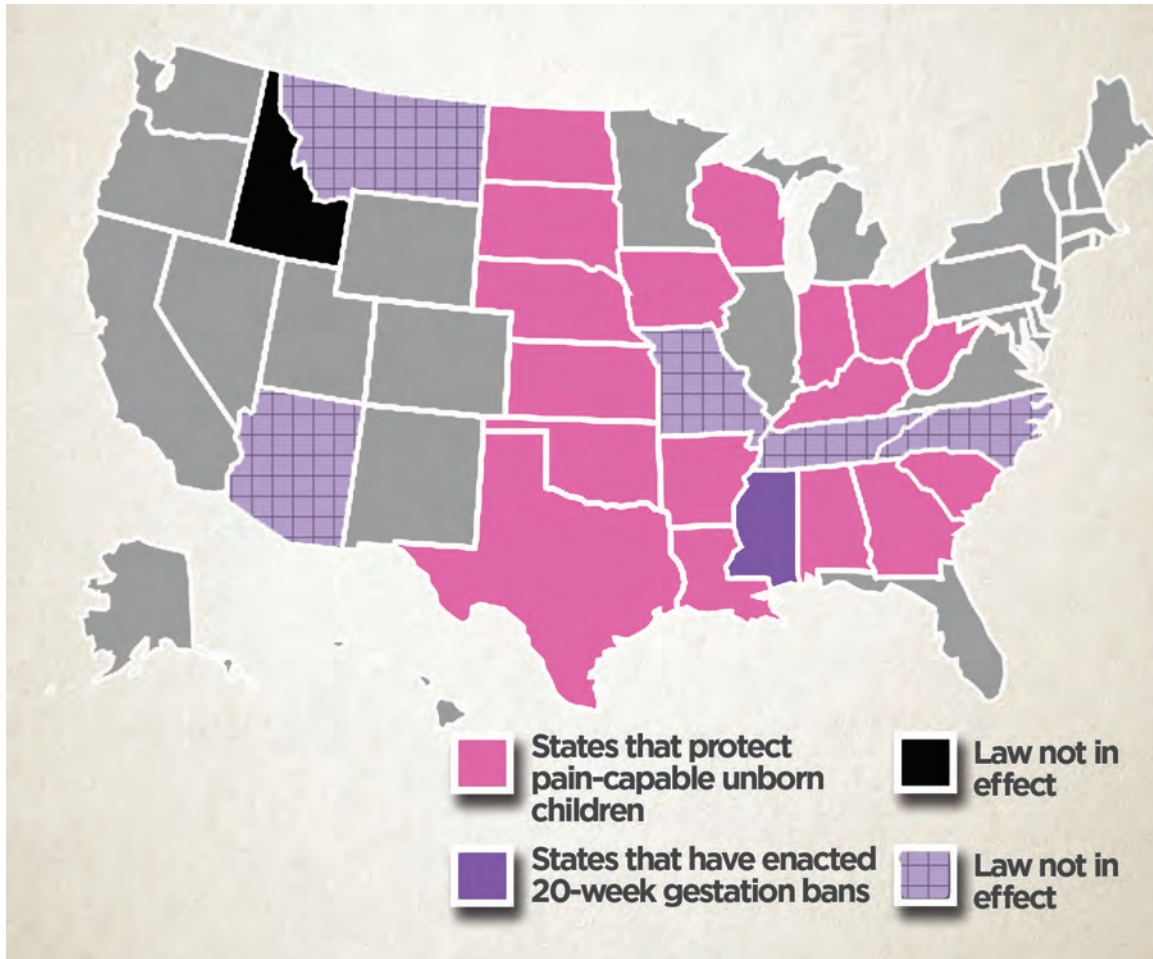 States that protect
pain-capable unborn
children
Law not in
effect
States that have enacted
20-week gestation bans
Law not in
effect